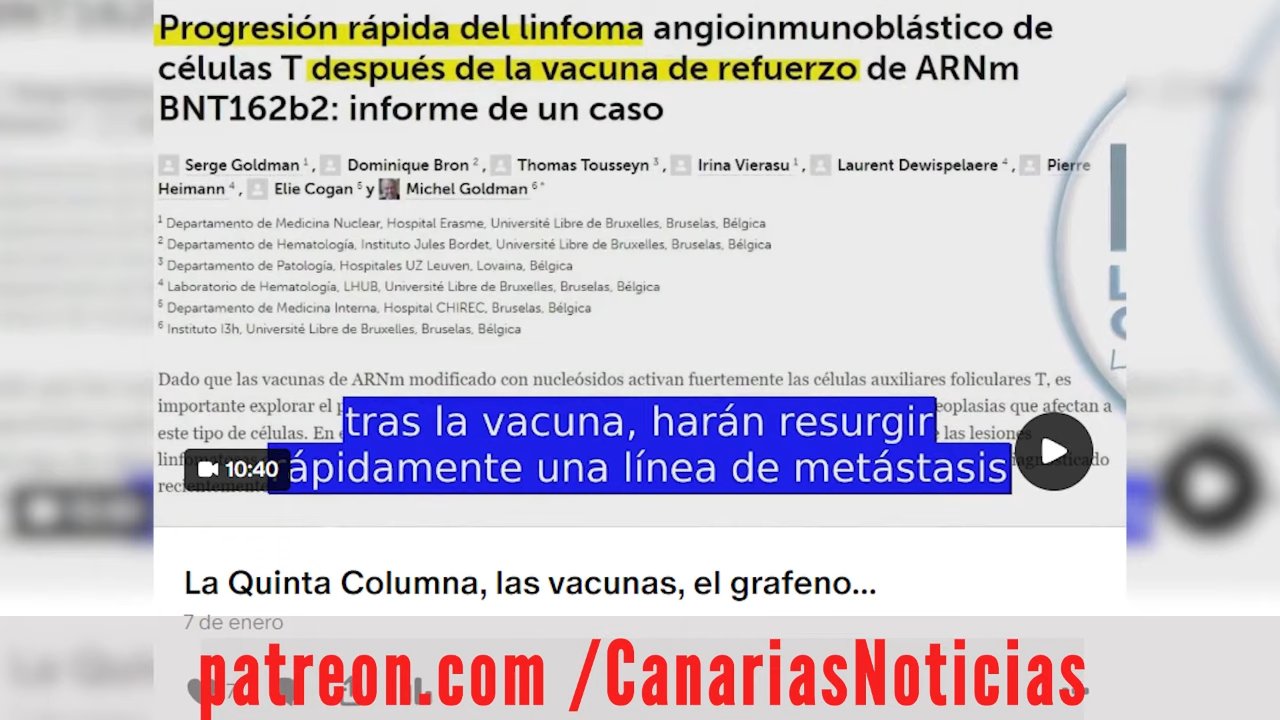 Progresión rápida del linfoma angioinmunoblástico de
células T después de la vacuna de refuerzo de ARNm
BNT162b2: informe de un caso
Serge Goldman 1, Dominique Bron 2, Thomas Tousseyn 3, Irina Vierasu 1, Laurent Dewispelaere 4, Pierre
Heimann 4, Elie Cogan 5 y Michel Goldman 6 *
1 Departamento de Medicina Nuclear, Hospital Erasme, Université Libre de Bruxelles, Bruselas, Bélgica
2 Departamento de Hematología, Instituto Jules Bordet, Université Libre de Bruxelles, Bruselas, Bélgica
3 Departamento de Patología, Hospitales UZ Leuven, Lovaina, Bélgica
4 Laboratorio de Hematología, LHUB, Université Libre de Bruxelles, Bruselas, Bélgica
5 Departamento de Medicina Interna, Hospital CHIREC, Bruselas, Bélgica
6 Instituto I3h, Université Libre de Bruxelles, Bruselas, Bélgica
Dado que las vacunas de ARNm modificado con nucleósidos activan fuertemente las células auxiliares foliculares T, es
importante explorar el que afectan a
este tipo de células. En las lesiones
recientemente
tras la vacuna, harán resurgir
rápidamente una línea de metástasis
10:40
La Quinta Columna, las vacunas, el grafeno...
7 de enero
patreon.com /CanariasNoticias